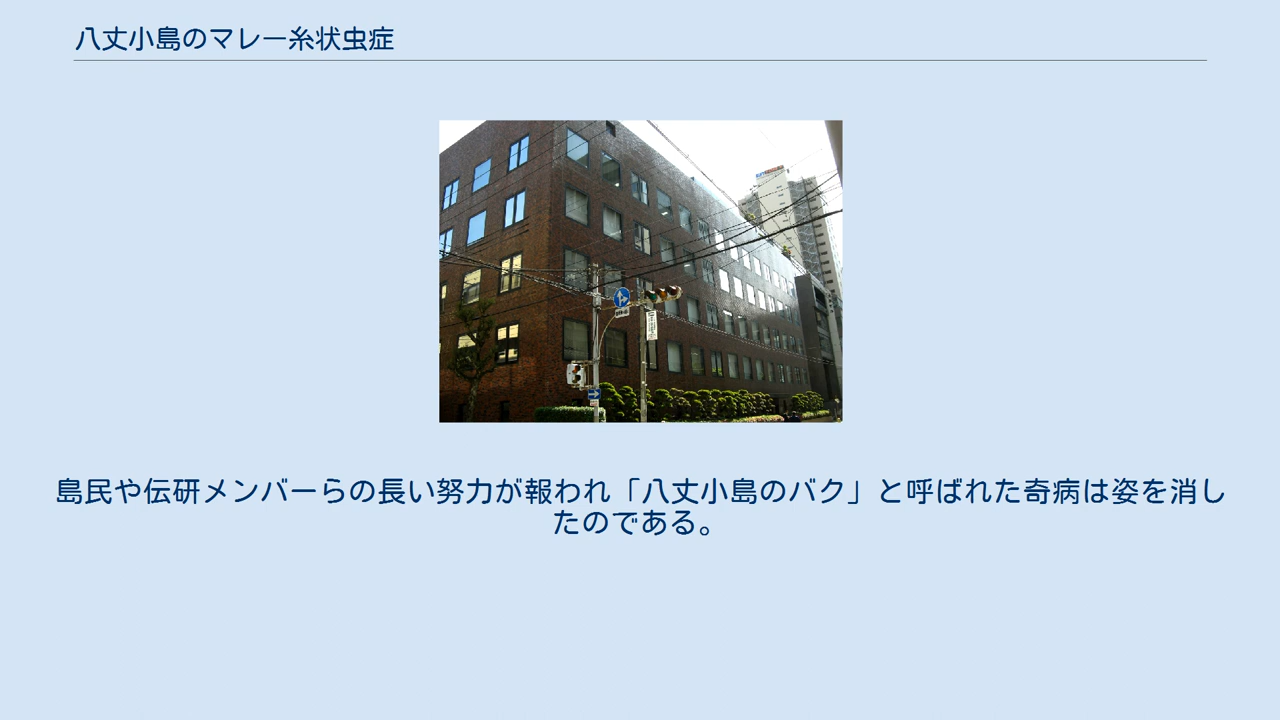 八丈小島のマレー糸状虫症
島民や伝研メンバーらの長い努力が報われ「八丈小島のバク」と呼ばれた奇病は姿を消し
たのである。